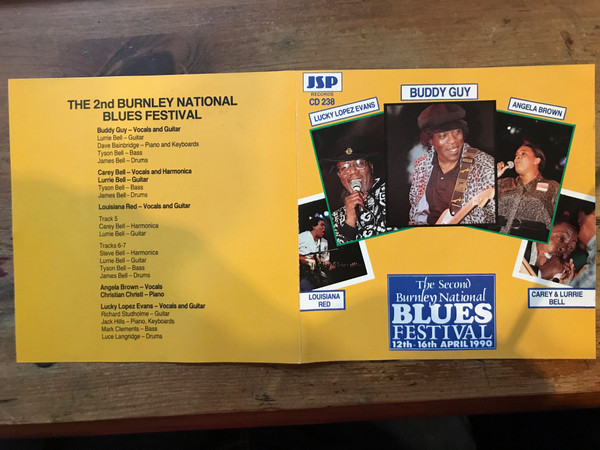 THE 2nd BURNLEY NATIONAL
BLUES FESTIVAL
Buddy Guy – Vocals and Guitar
Lurrie Bell – Guitar
Dave Bainbridge – Piano and Keyboards
Tyson Bell – Bass
James Bell – Drums
Carey Bell – Vocals and Harmonica
Lurrie Bell – Guitar
Tyson Bell – Bass
James Bell - Drums
Louisiana Red – Vocals and Guitar
Track 5
Carey Bell – Harmonica
Lurrie Bell – Guitar
Tracks 6-7
Steve Bell – Harmonica
Lurrie Bell – Guitar
Tyson Bell – Bass
James Bell – Drums
Angela Brown – Vocals
Christian Christl – Piano
Lucky Lopez Evans – Vocals and Guitar
Richard Studholme – Guitar
Jack Hills – Piano, Keyboards
Mark Clements – Bass
Luce Langridge – Drums
JSP
RECORDS
CD 238
LUCKY LOPEZ EVANS
BUDDY GUY
ANGELA BROWN
LOUISIANA
RED
CAREY & LURRIE
BELL
The Second
Burnley National
BLUES
FESTIVAL
12th-16th APRIL 1990